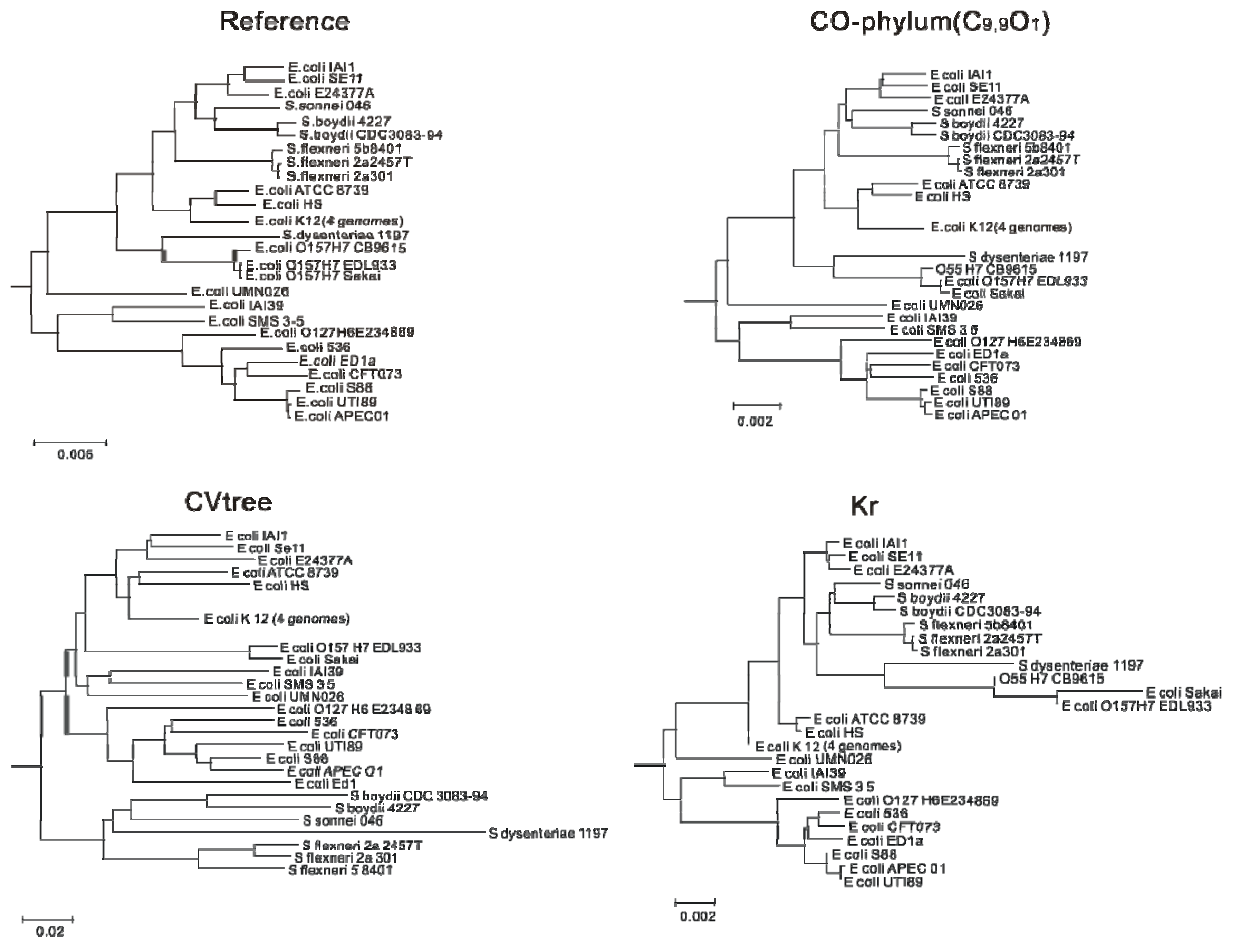 Reference
E.coli IAI1
E.coli SE11
E.coli E24377A
S.sonnei 046
S.boydii 4227
S.boydii CDC3083-94
S.flexneri 5b8401
S.flexneri 2a2457T
S.flexneri 2a301
E.coli ATCC 8739
E.coli HS
E.coli K12(4 genomes)
S.dysenteriae 1197
E.coli O157H7 CB9615
E.coli O157H7 EDL933
E.coli O157H7 Sakai
E.coli UMN026
E.coli IAI39
E.coli SMS 3-5
E.coli O127H6E234869
E.coli 536
E.coli ED1a
E.coli CFT073
E.coli S88
E.coli UTI89
E.coli APEC01
0.005
CO-phylum(C9,9O1)
E coli IAI1
E coli SE11
E coli E24377A
S sonnei 046
S boydii 4227
S boydii CDC3083-94
S flexneri 5b8401
S flexneri 2a2457T
S flexneri 2a301
E coli ATCC 8739
E coli HS
E.coli K12(4 genomes)
S dysenteriae 1197
O55 H7 CB9615
E coli O157H7 EDL933
E coli Sakai
E coli UMN026
E coli IAI39
E coli SMS 3 5
E coli O127 H6E234869
E coli ED1a
E coli CFT073
E coli 536
E coli S88
E coli UTI89
E coli APEC 01
0.002
CVtree
E coli IAI1
E coli Se11
E coli E24377A
E coli ATCC 8739
E coli HS
E coli K 12 (4 genomes)
E coli O157 H7 EDL933
E coli Sakai
E coli IAI39
E coli SMS 3 5
E coli UMN026
E coli O127 H6 E234869
E coli 536
E coli CFT073
E coli UTI89
E coli S88
E coli APEC O1
E coli Ed1
S boydii CDC 3083-94
S boydii 4227
S sonnei 046
S dysenteriae 1197
S flexneri 2a 2457T
S flexneri 2a 301
S flexneri 5 8401
0.02
Kr
E coli IAI1
E coli SE11
E coli E24377A
S sonnei 046
S boydii 4227
S boydii CDC3083-94
S flexneri 5b8401
S flexneri 2a2457T
S flexneri 2a301
S dysenteriae 1197
O55 H7 CB9615
E coli Sakai
E coli O157H7 EDL933
E coli ATCC 8739
E coli HS
E coli K 12 (4 genomes)
E coli UMN026
E coli IAI39
E coli SMS 3 5
E coli O127 H6E234869
E coli 536
E coli CFT073
E coli ED1a
E coli S88
E coli APEC 01
E coli UTI89
0.002